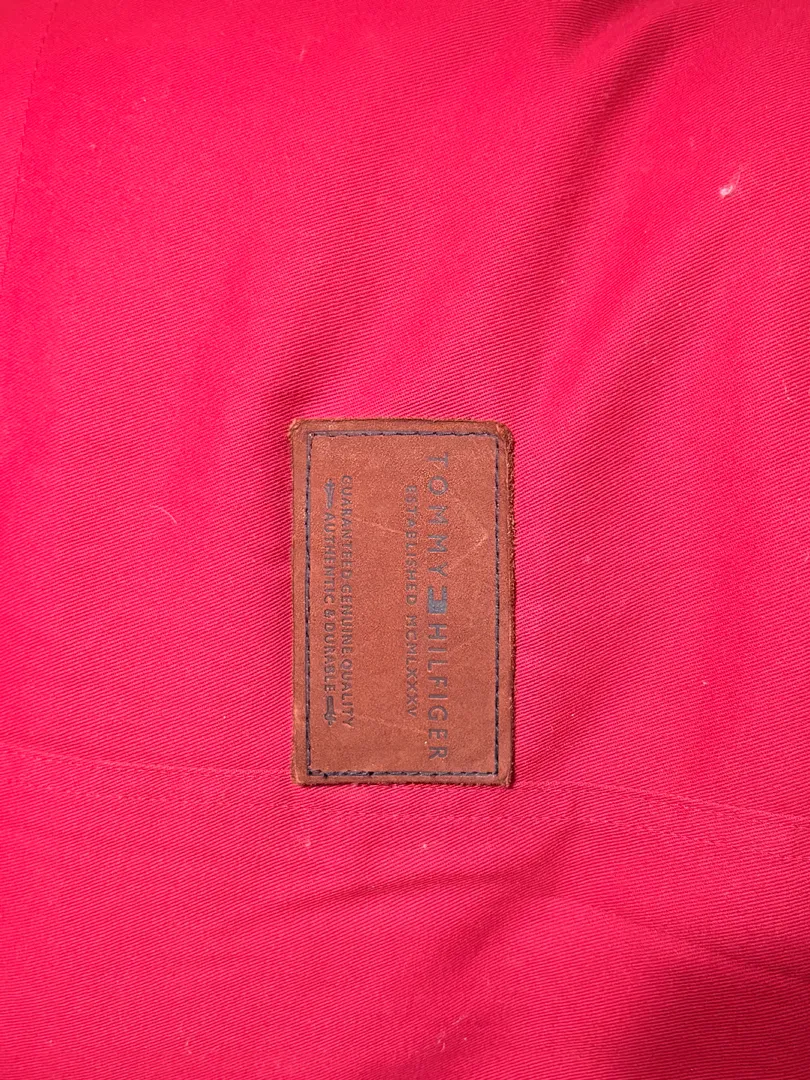 TOMMY HILFIGER
ESTABLISHED MCMLXXXV
GUARANTEED GENUINE QUALITY
AUTHENTIC & DURABLE